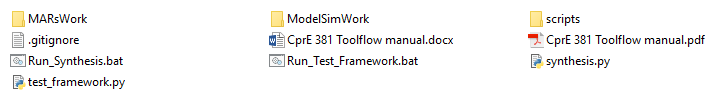 MARsWork ModelSimWork scripts
.gitignore CprE 381 Toolflow manual.docx CprE 381 Toolflow manual.pdf
Run_Synthesis.bat Run_Test_Framework.bat synthesis.py
test_framework.py